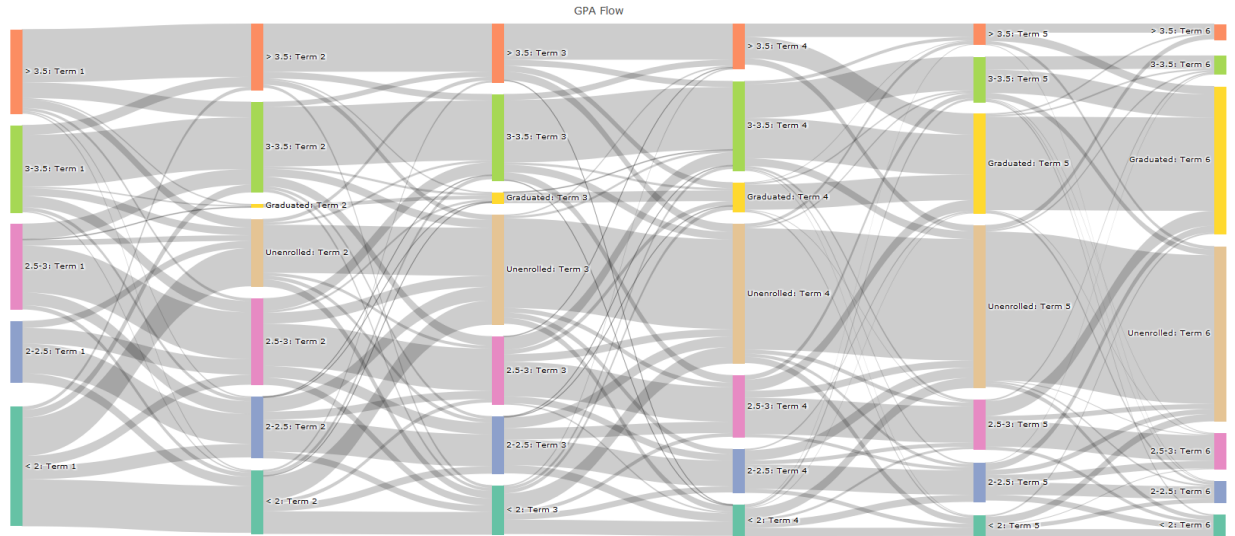 GPA Flow
> 3.5: Term 1
3-3.5: Term 1
2.5-3: Term 1
2-2.5: Term 1
< 2: Term 1
> 3.5: Term 2
3-3.5: Term 2
Graduated: Term 2
Unenrolled: Term 2
2.5-3: Term 2
2-2.5: Term 2
< 2: Term 2
> 3.5: Term 3
3-3.5: Term 3
Graduated: Term 3
Unenrolled: Term 3
2.5-3: Term 3
2-2.5: Term 3
< 2: Term 3
> 3.5: Term 4
3-3.5: Term 4
Graduated: Term 4
Unenrolled: Term 4
2.5-3: Term 4
2-2.5: Term 4
< 2: Term 4
> 3.5: Term 5
3-3.5: Term 5
Graduated: Term 5
Unenrolled: Term 5
2.5-3: Term 5
2-2.5: Term 5
< 2: Term 5
> 3.5: Term 6
3-3.5: Term 6
Graduated: Term 6
Unenrolled: Term 6
2.5-3: Term 6
2-2.5: Term 6
< 2: Term 6